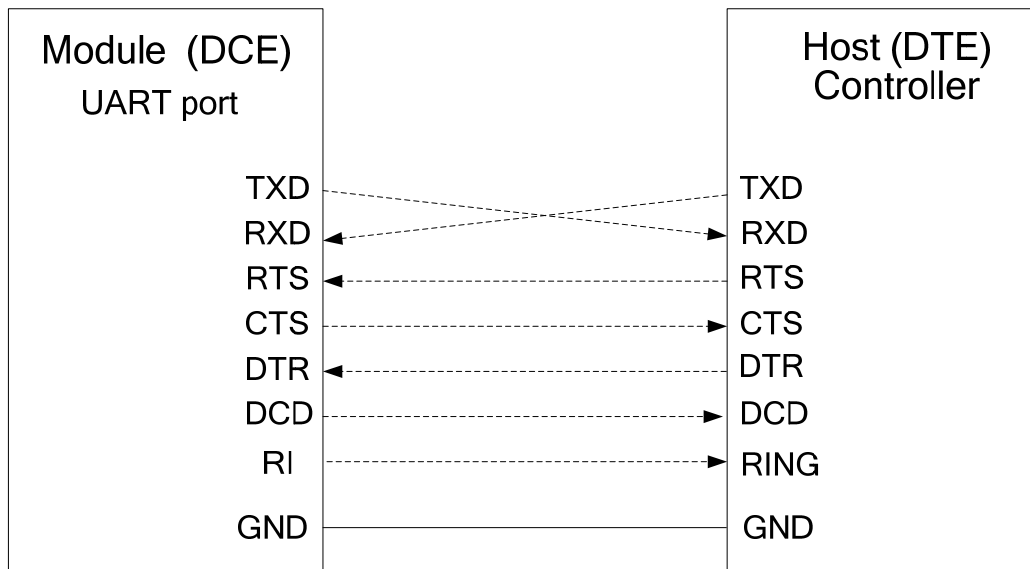 Module (DCE)
UART port
TXD
RXD
RTS
CTS
DTR
DCD
RI
GND
Host (DTE)
Controller
TXD
RXD
RTS
CTS
DTR
DCD
RING
GND